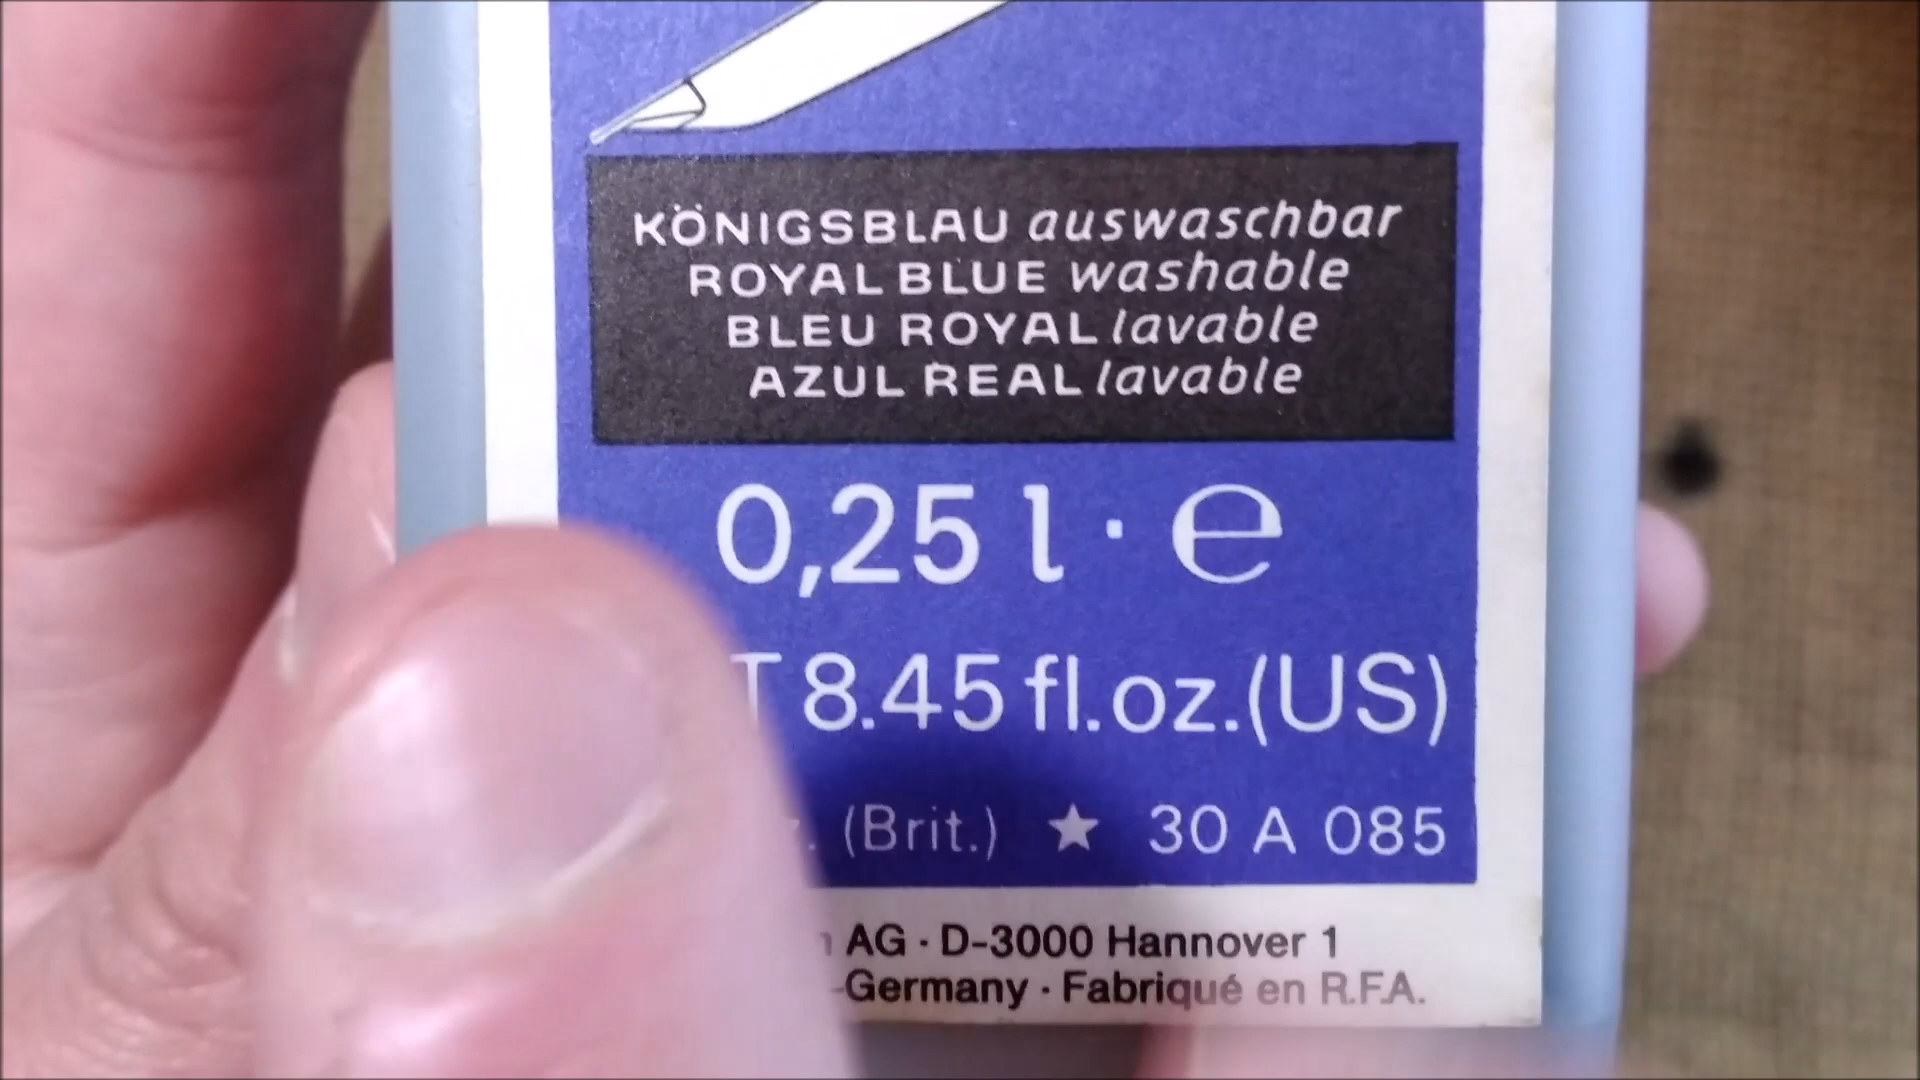 KÖNIGSBLAU auswaschbar
ROYAL BLUE washable
BLEU ROYAL lavable
AZUL REAL lavable
0,25 l · ℮
8.45 fl.oz.(US)
(Brit.) ★ 30 A 085
AG · D-3000 Hannover 1
-Germany · Fabriqué en R.F.A.